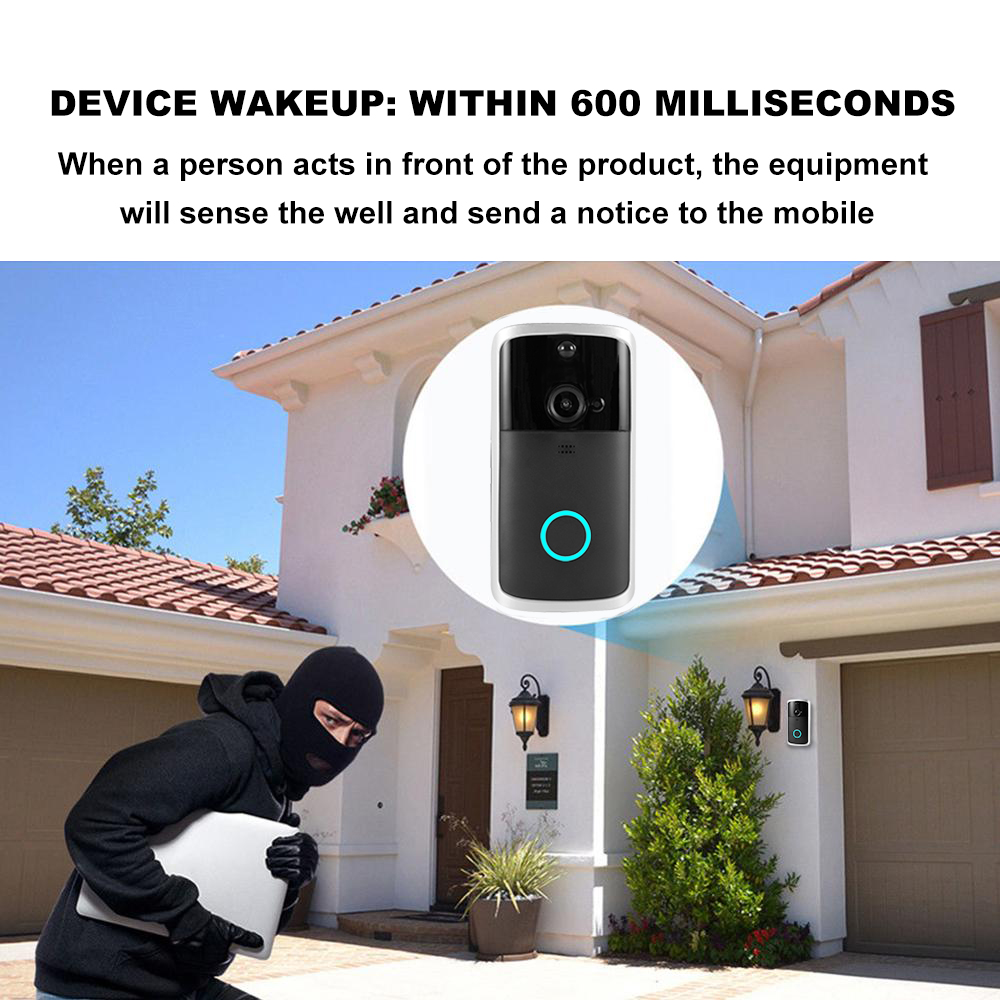 DEVICE WAKEUP: WITHIN 600 MILLISECONDS
When a person acts in front of the product, the equipment
will sense the well and send a notice to the mobile